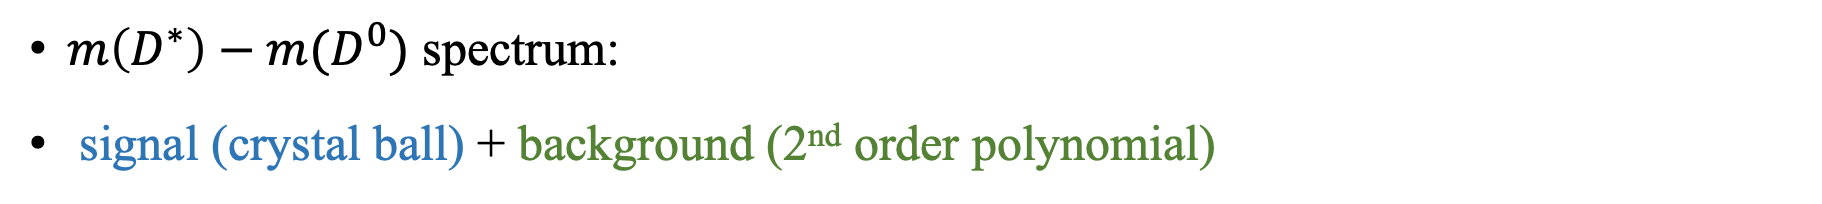 • m(D*) − m(D⁰) spectrum:
• signal (crystal ball) + background (2ⁿᵈ order polynomial)